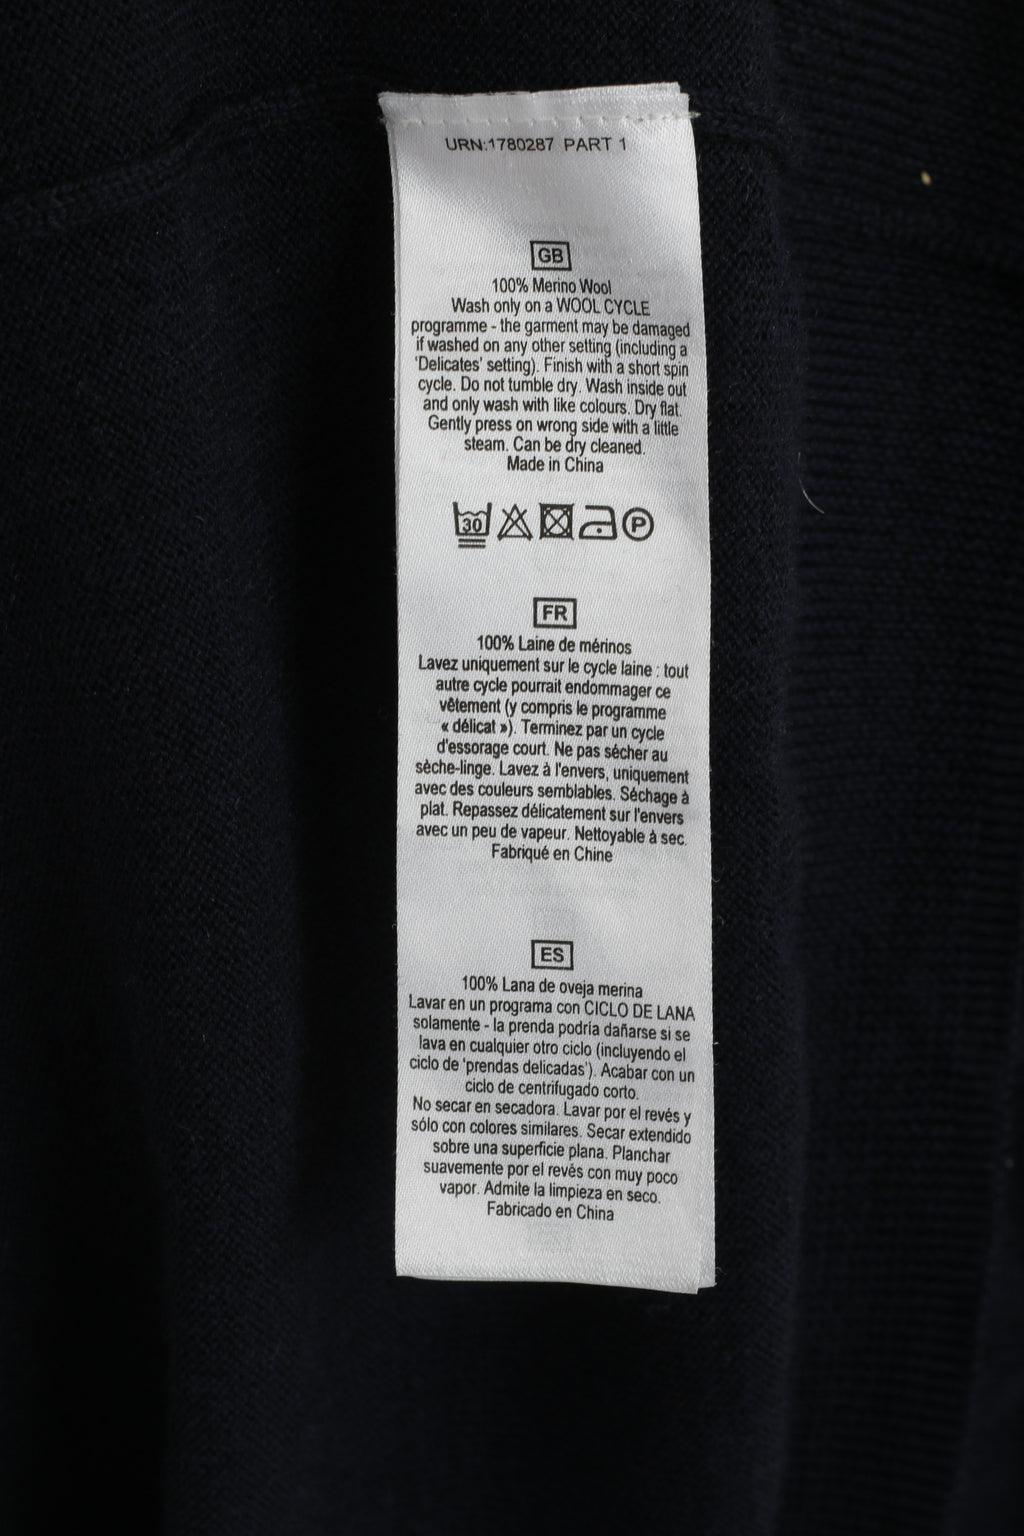 URN:1780287 PART 1
GB
100% Merino Wool
Wash only on a WOOL CYCLE
programme - the garment may be damaged
if washed on any other setting (including a
'Delicates' setting). Finish with a short spin
cycle. Do not tumble dry. Wash inside out
and only wash with like colours. Dry flat.
Gently press on wrong side with a little
steam. Can be dry cleaned.
Made in China
30 P
FR
100% Laine de mérinos
Lavez uniquement sur le cycle laine : tout
autre cycle pourrait endommager ce
vêtement (y compris le programme
« délicat »). Terminez par un cycle
d'essorage court. Ne pas sécher au
sèche-linge. Lavez à l'envers, uniquement
avec des couleurs semblables. Séchage à
plat. Repassez délicatement sur l'envers
avec un peu de vapeur. Nettoyable à sec.
Fabriqué en Chine
ES
100% Lana de oveja merina
Lavar en un programa con CICLO DE LANA
solamente - la prenda podría dañarse si se
lava en cualquier otro ciclo (incluyendo el
ciclo de 'prendas delicadas'). Acabar con un
ciclo de centrifugado corto.
No secar en secadora. Lavar por el revés y
sólo con colores similares. Secar extendido
sobre una superficie plana. Planchar
suavemente por el revés con muy poco
vapor. Admite la limpieza en seco.
Fabricado en China